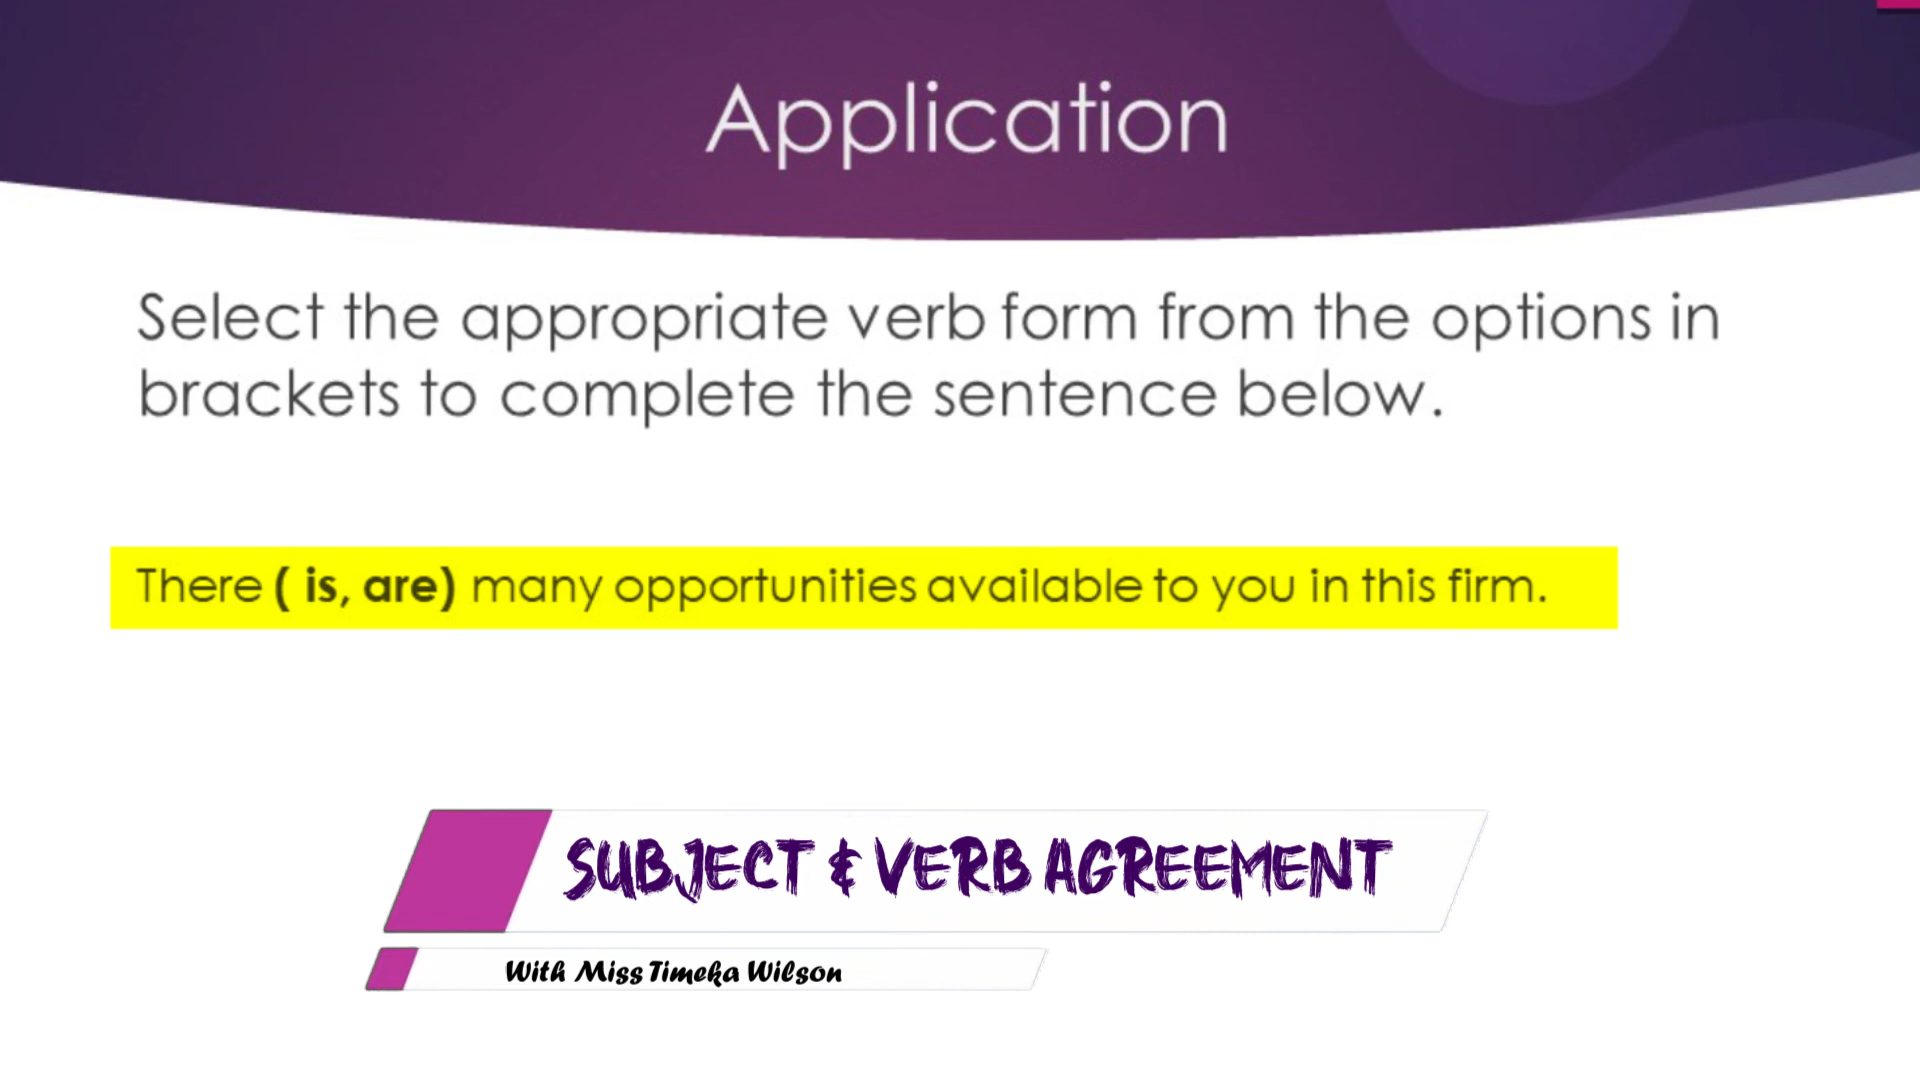 Application
Select the appropriate verb form from the options in
brackets to complete the sentence below.
There ( is, are) many opportunities available to you in this firm.
SUBJECT & VERB AGREEMENT
With Miss Timeka Wilson